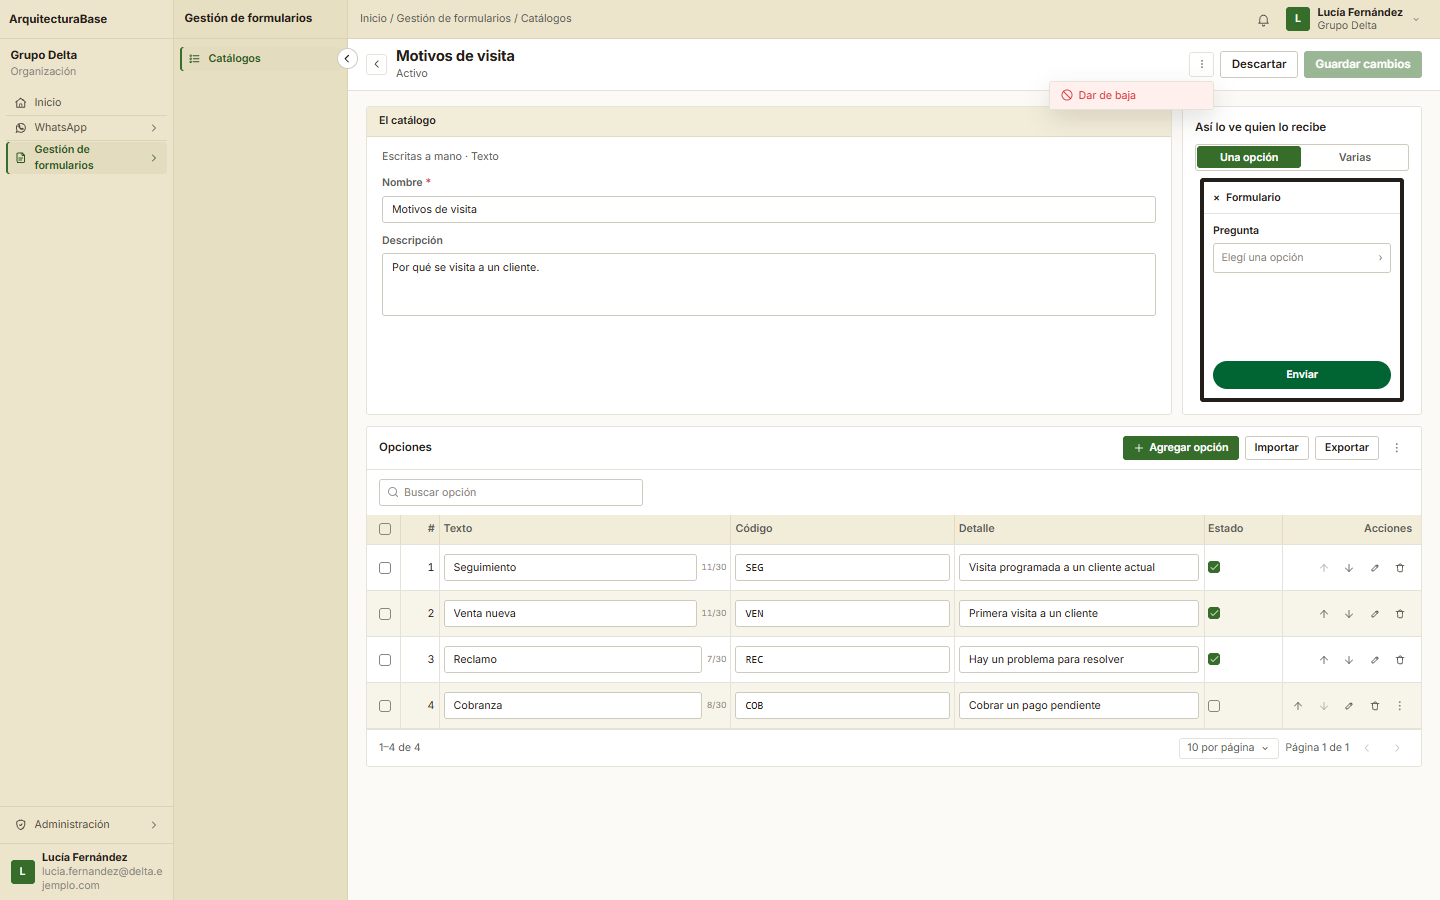 ArquitecturaBase
Grupo Delta
Organización
Inicio
WhatsApp
Gestión de
formularios
Administración
L
Lucía Fernández
lucia.fernandez@delta.e
jemplo.com
Gestión de formularios
Catálogos
Inicio / Gestión de formularios / Catálogos
L
Lucía Fernández
Grupo Delta
Motivos de visita
Activo
Descartar
Guardar cambios
Dar de baja
El catálogo
Escritas a mano · Texto
Nombre *
Motivos de visita
Descripción
Por qué se visita a un cliente.
Así lo ve quien lo recibe
Una opción
Varias
× Formulario
Pregunta
Elegí una opción
Enviar
Opciones
Agregar opción
Importar
Exportar
Buscar opción
# Texto Código Detalle Estado Acciones
1 Seguimiento 11/30 SEG Visita programada a un cliente actual
2 Venta nueva 11/30 VEN Primera visita a un cliente
3 Reclamo 7/30 REC Hay un problema para resolver
4 Cobranza 8/30 COB Cobrar un pago pendiente
1–4 de 4
10 por página
Página 1 de 1